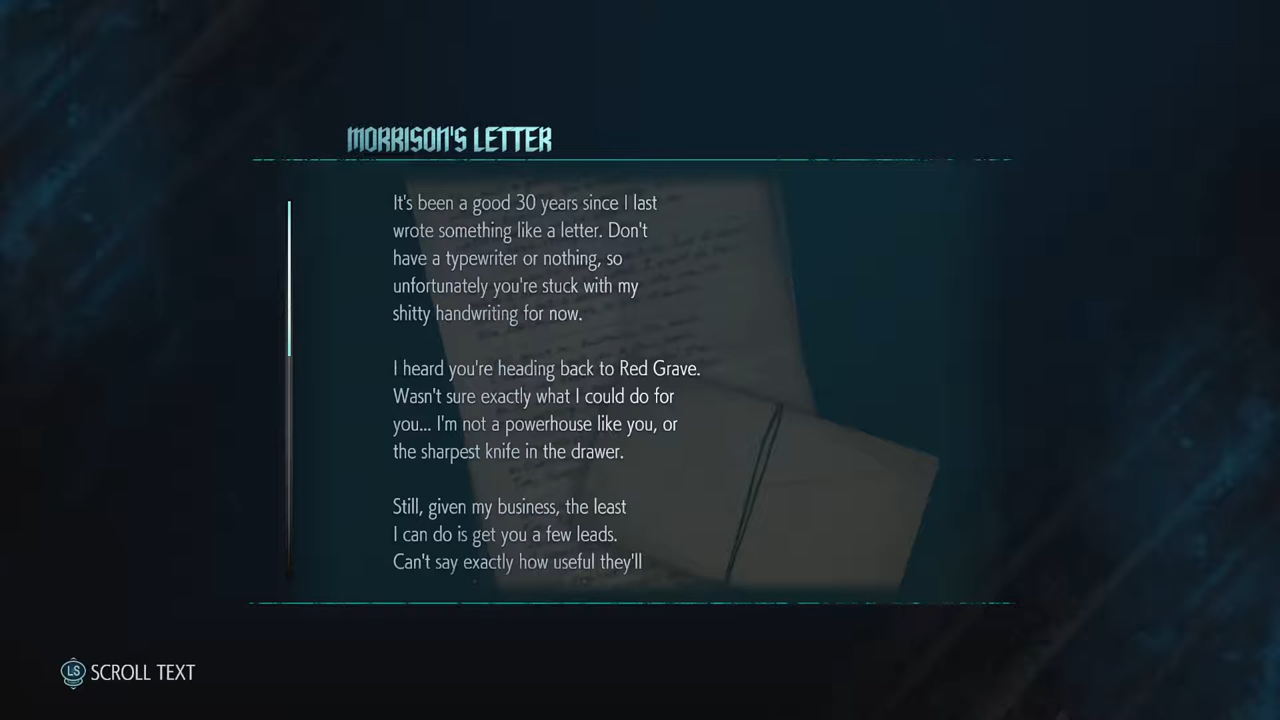 MORRISON'S LETTER
It's been a good 30 years since I last
wrote something like a letter. Don't
have a typewriter or nothing, so
unfortunately you're stuck with my
shitty handwriting for now.
I heard you're heading back to Red Grave.
Wasn't sure exactly what I could do for
you... I'm not a powerhouse like you, or
the sharpest knife in the drawer.
Still, given my business, the least
I can do is get you a few leads.
Can't say exactly how useful they'll
LS SCROLL TEXT